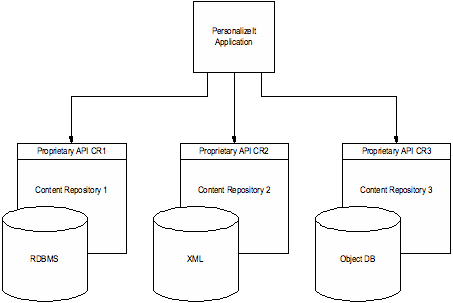 PersonalizeIt
Application
Proprietary API CR1
Proprietary API CR2
Proprietary API CR3
Content Repository 1
Content Repository 2
Content Repository 3
RDBMS
XML
Object DB